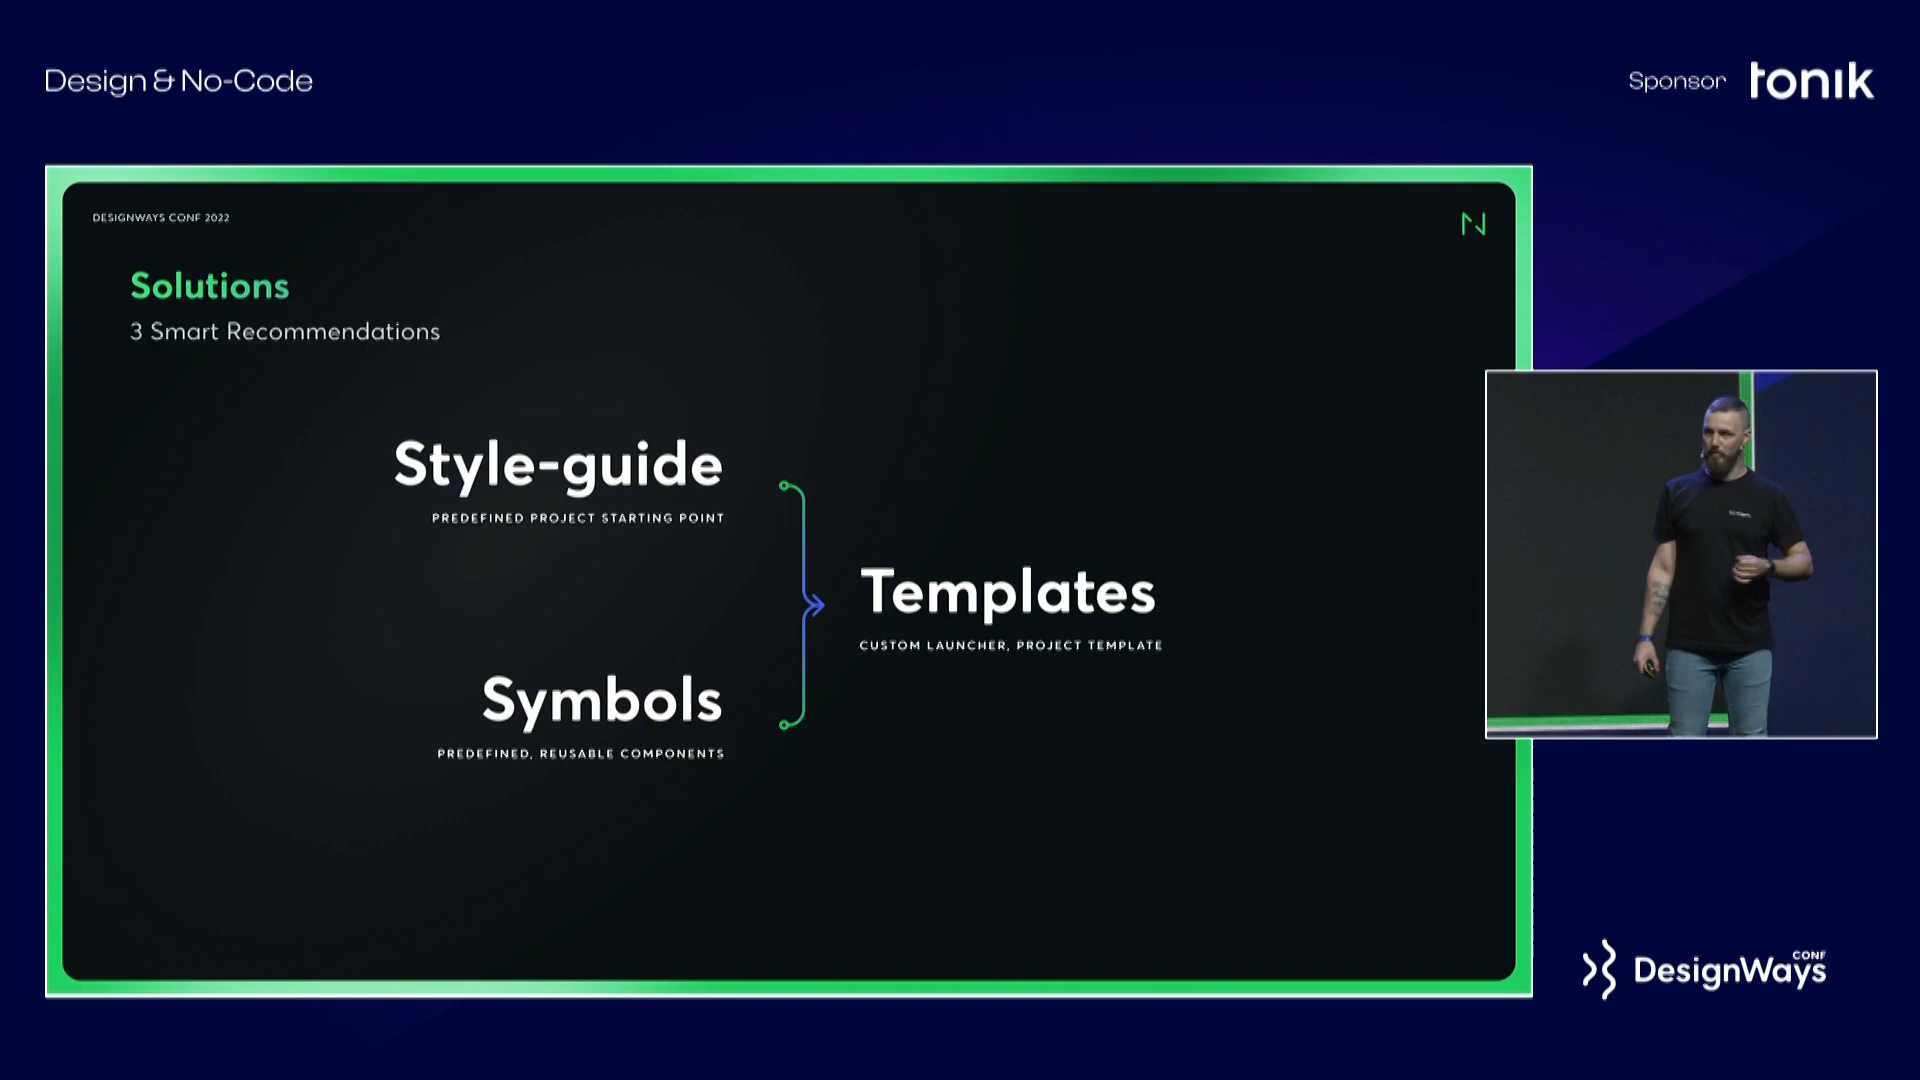 Design & No-Code
Sponsor tonik
DESIGNWAYS CONF 2022
Solutions
3 Smart Recommendations
Style-guide
PREDEFINED PROJECT STARTING POINT
Templates
CUSTOM LAUNCHER, PROJECT TEMPLATE
Symbols
PREDEFINED, REUSABLE COMPONENTS
DesignWays CONF